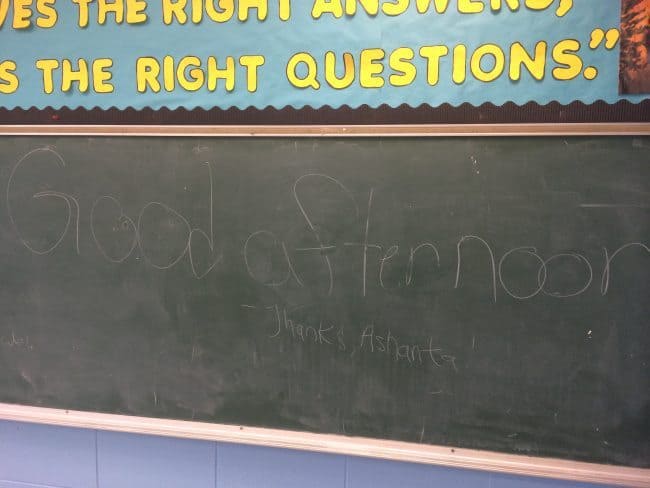 VES THE RIGHT ANSWERS,
S THE RIGHT QUESTIONS."
Good afternoon
- Thanks, Ashanta